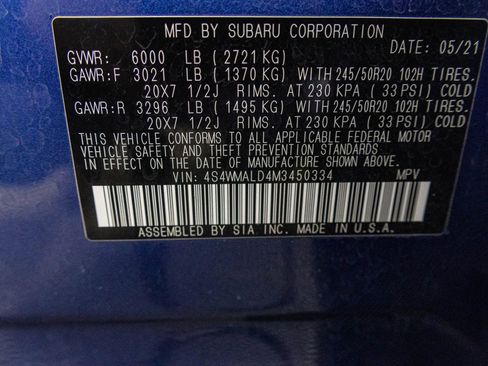 MFD BY SUBARU CORPORATION
GVWR: 6000 LB (2721 KG) DATE: 05/21
GAWR:F 3021 LB (1370 KG) WITH 245/50R20 102H TIRES.
20X7 1/2J RIMS. AT 230 KPA (33 PSI) COLD
GAWR:R 3296 LB (1495 KG) WITH 245/50R20 102H TIRES.
20X7 1/2J RIMS. AT 230 KPA (33 PSI) COLD
THIS VEHICLE CONFORMS TO ALL APPLICABLE FEDERAL MOTOR
VEHICLE SAFETY AND THEFT PREVENTION STANDARDS
IN EFFECT ON THE DATE OF MANUFACTURE SHOWN ABOVE.
VIN: 4S4WMALD4M3450334 MPV
ASSEMBLED BY SIA INC. MADE IN U.S.A.